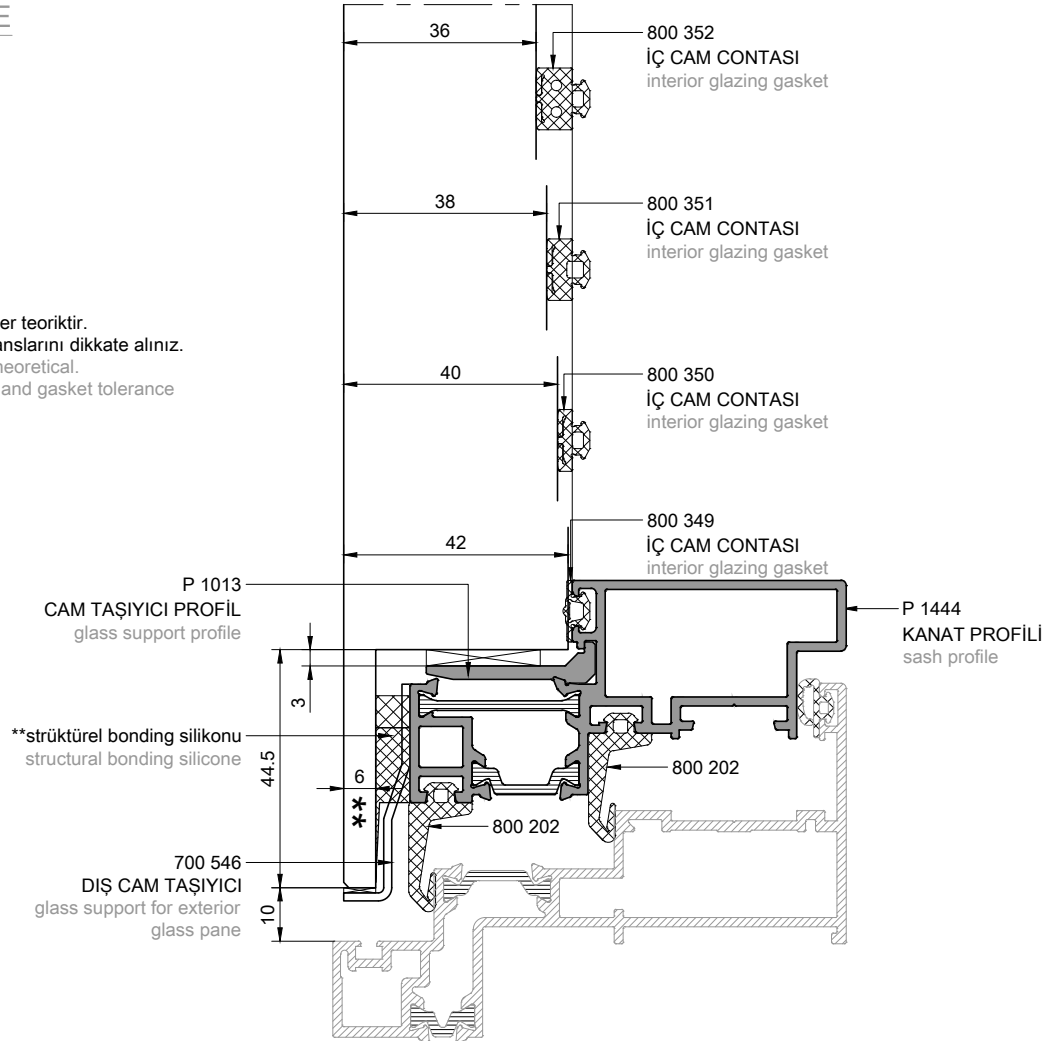 36
800 352
İÇ CAM CONTASI
interior glazing gasket
38
800 351
İÇ CAM CONTASI
interior glazing gasket
teoriktir.
dikkate alınız.
and gasket tolerance
40
800 350
İÇ CAM CONTASI
interior glazing gasket
42
800 349
İÇ CAM CONTASI
interior glazing gasket
P 1013
CAM TAŞIYICI PROFİL
glass support profile
P 1444
KANAT PROFİLİ
sash profile
3
**strüktürel bonding silikonu
structural bonding silicone
44.5
6
**
800 202
800 202
700 546
DIŞ CAM TAŞIYICI
glass support for exterior
glass pane
10